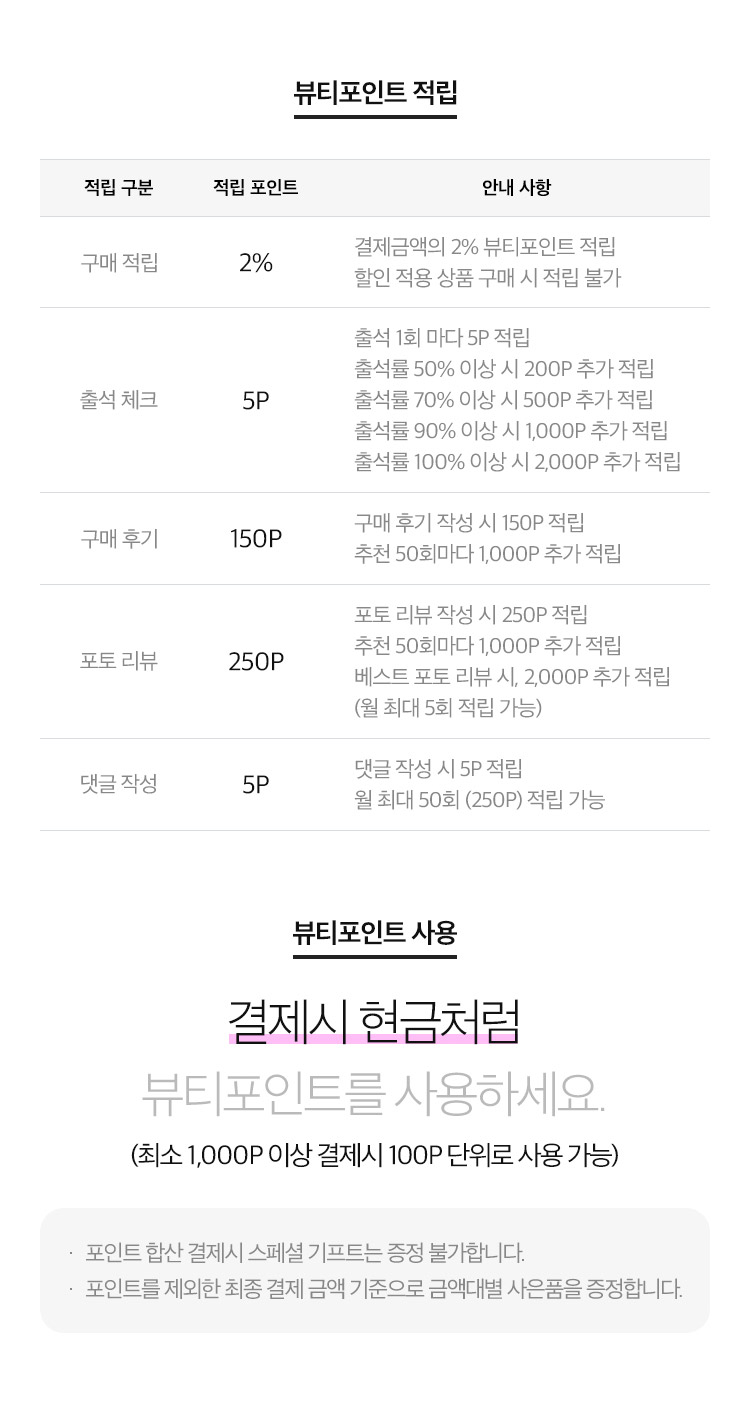 뷰티포인트 적립
적립 구분 적립 포인트 안내 사항
구매 적립 2% 결제금액의 2% 뷰티포인트 적립
할인 적용 상품 구매 시 적립 불가
출석 체크 5P 출석 1회 마다 5P 적립
출석률 50% 이상 시 200P 추가 적립
출석률 70% 이상 시 500P 추가 적립
출석률 90% 이상 시 1,000P 추가 적립
출석률 100% 이상 시 2,000P 추가 적립
구매 후기 150P 구매 후기 작성 시 150P 적립
추천 50회마다 1,000P 추가 적립
포토 리뷰 250P 포토 리뷰 작성 시 250P 적립
추천 50회마다 1,000P 추가 적립
베스트 포토 리뷰 시, 2,000P 추가 적립
(월 최대 5회 적립 가능)
댓글 작성 5P 댓글 작성 시 5P 적립
월 최대 50회 (250P) 적립 가능
뷰티포인트 사용
결제시 현금처럼
뷰티포인트를 사용하세요.
(최소 1,000P 이상 결제시 100P 단위로 사용 가능)
· 포인트 합산 결제시 스페셜 기프트는 증정 불가합니다.
· 포인트를 제외한 최종 결제 금액 기준으로 금액대별 사은품을 증정합니다.